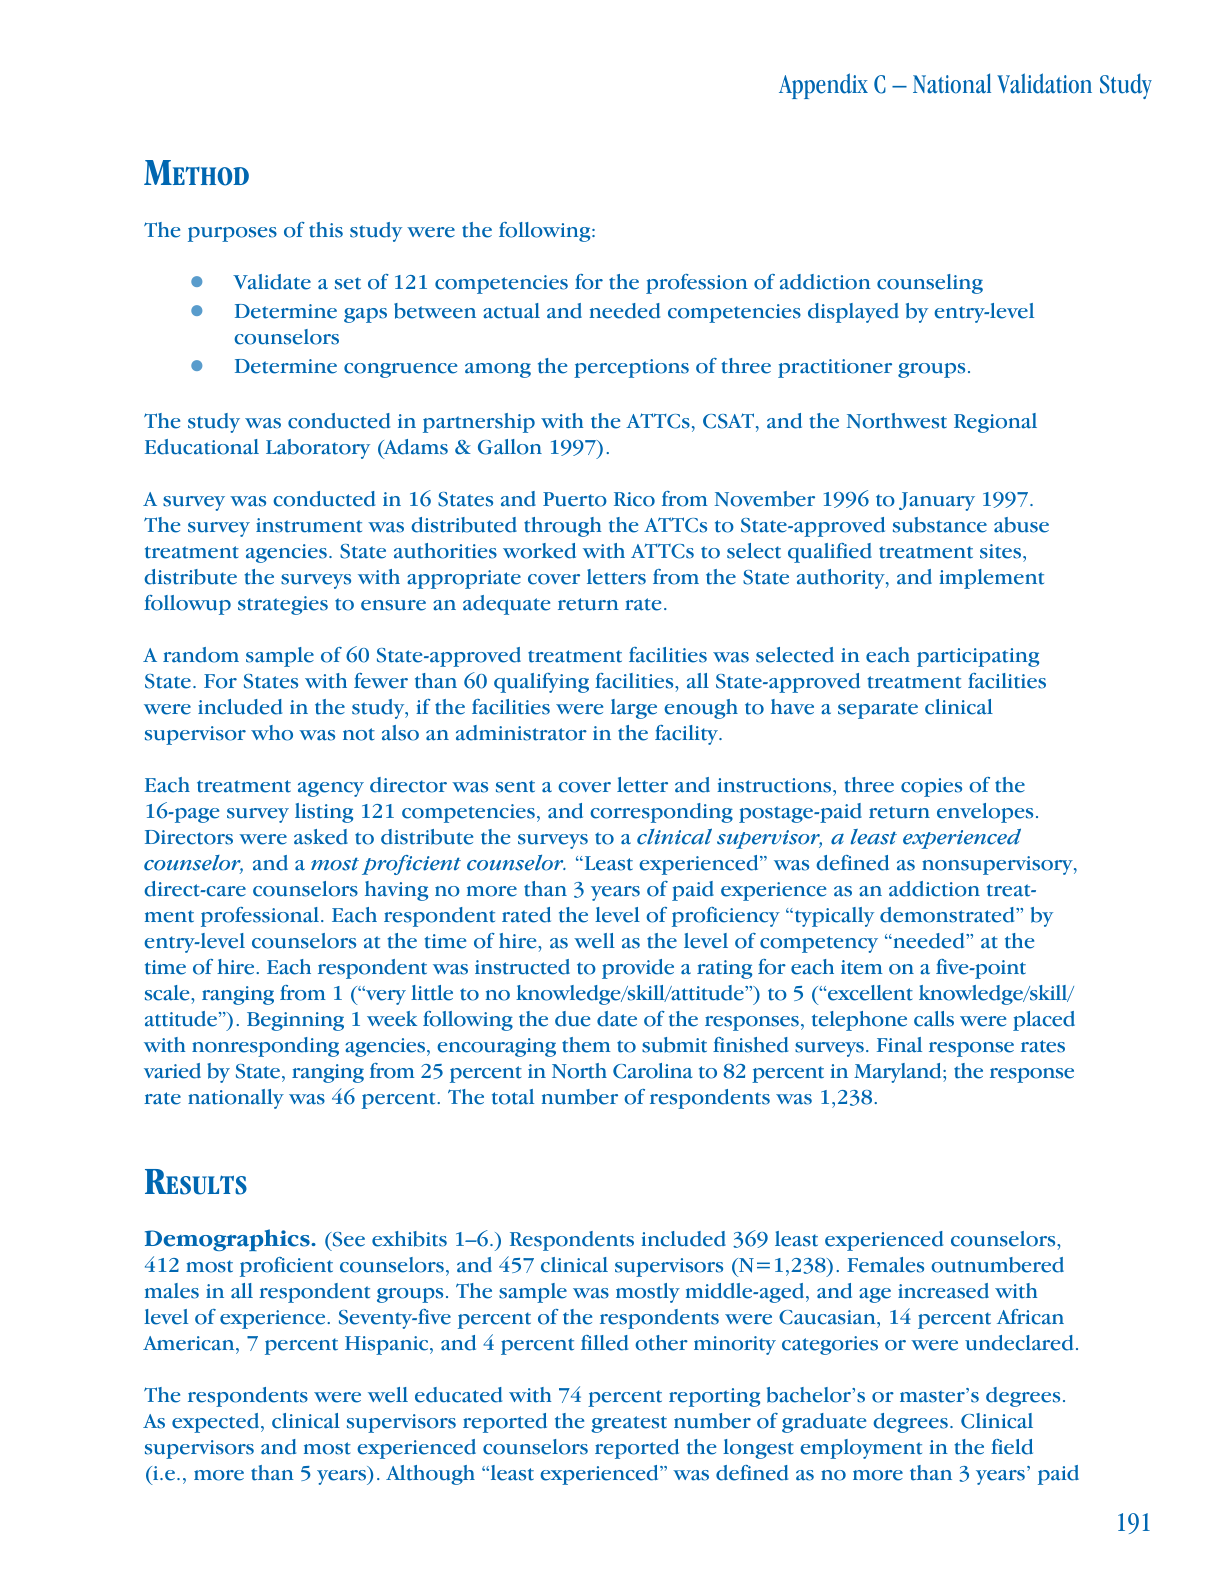 Appendix C – National Validation Study
METHOD
The purposes of this study were the following:
● Validate a set of 121 competencies for the profession of addiction counseling
● Determine gaps between actual and needed competencies displayed by entry-level
counselors
● Determine congruence among the perceptions of three practitioner groups.
The study was conducted in partnership with the ATTCs, CSAT, and the Northwest Regional
Educational Laboratory (Adams & Gallon 1997).
A survey was conducted in 16 States and Puerto Rico from November 1996 to January 1997.
The survey instrument was distributed through the ATTCs to State-approved substance abuse
treatment agencies. State authorities worked with ATTCs to select qualified treatment sites,
distribute the surveys with appropriate cover letters from the State authority, and implement
followup strategies to ensure an adequate return rate.
A random sample of 60 State-approved treatment facilities was selected in each participating
State. For States with fewer than 60 qualifying facilities, all State-approved treatment facilities
were included in the study, if the facilities were large enough to have a separate clinical
supervisor who was not also an administrator in the facility.
Each treatment agency director was sent a cover letter and instructions, three copies of the
16-page survey listing 121 competencies, and corresponding postage-paid return envelopes.
Directors were asked to distribute the surveys to a clinical supervisor, a least experienced
counselor, and a most proficient counselor. “Least experienced” was defined as nonsupervisory,
direct-care counselors having no more than 3 years of paid experience as an addiction treat-
ment professional. Each respondent rated the level of proficiency “typically demonstrated” by
entry-level counselors at the time of hire, as well as the level of competency “needed” at the
time of hire. Each respondent was instructed to provide a rating for each item on a five-point
scale, ranging from 1 (“very little to no knowledge/skill/attitude”) to 5 (“excellent knowledge/skill/
attitude”). Beginning 1 week following the due date of the responses, telephone calls were placed
with nonresponding agencies, encouraging them to submit finished surveys. Final response rates
varied by State, ranging from 25 percent in North Carolina to 82 percent in Maryland; the response
rate nationally was 46 percent. The total number of respondents was 1,238.
RESULTS
Demographics. (See exhibits 1–6.) Respondents included 369 least experienced counselors,
412 most proficient counselors, and 457 clinical supervisors (N=1,238). Females outnumbered
males in all respondent groups. The sample was mostly middle-aged, and age increased with
level of experience. Seventy-five percent of the respondents were Caucasian, 14 percent African
American, 7 percent Hispanic, and 4 percent filled other minority categories or were undeclared.
The respondents were well educated with 74 percent reporting bachelor’s or master’s degrees.
As expected, clinical supervisors reported the greatest number of graduate degrees. Clinical
supervisors and most experienced counselors reported the longest employment in the field
(i.e., more than 5 years). Although “least experienced” was defined as no more than 3 years’ paid
191